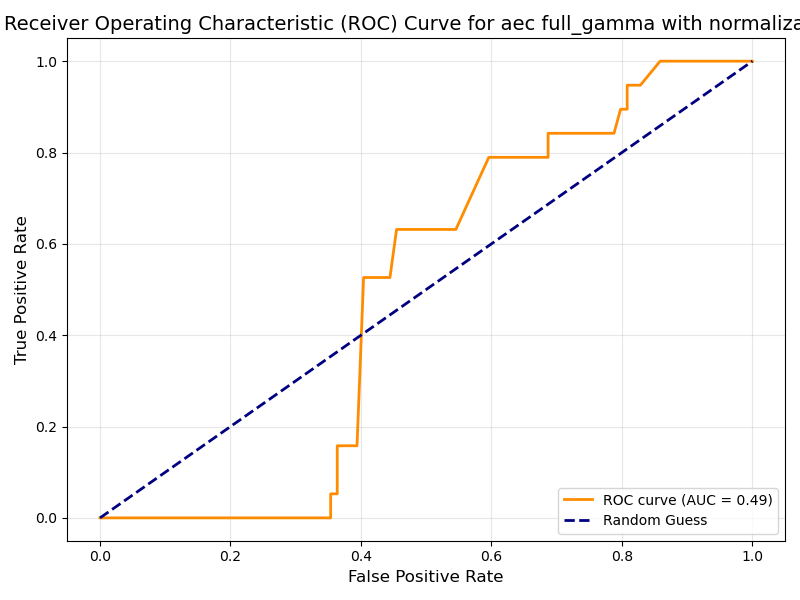 Receiver Operating Characteristic (ROC) Curve for aec full_gamma with normaliza
1.0
0.8
0.6
0.4
0.2
0.0
True Positive Rate
ROC curve (AUC = 0.49)
Random Guess
0.0 0.2 0.4 0.6 0.8 1.0
False Positive Rate